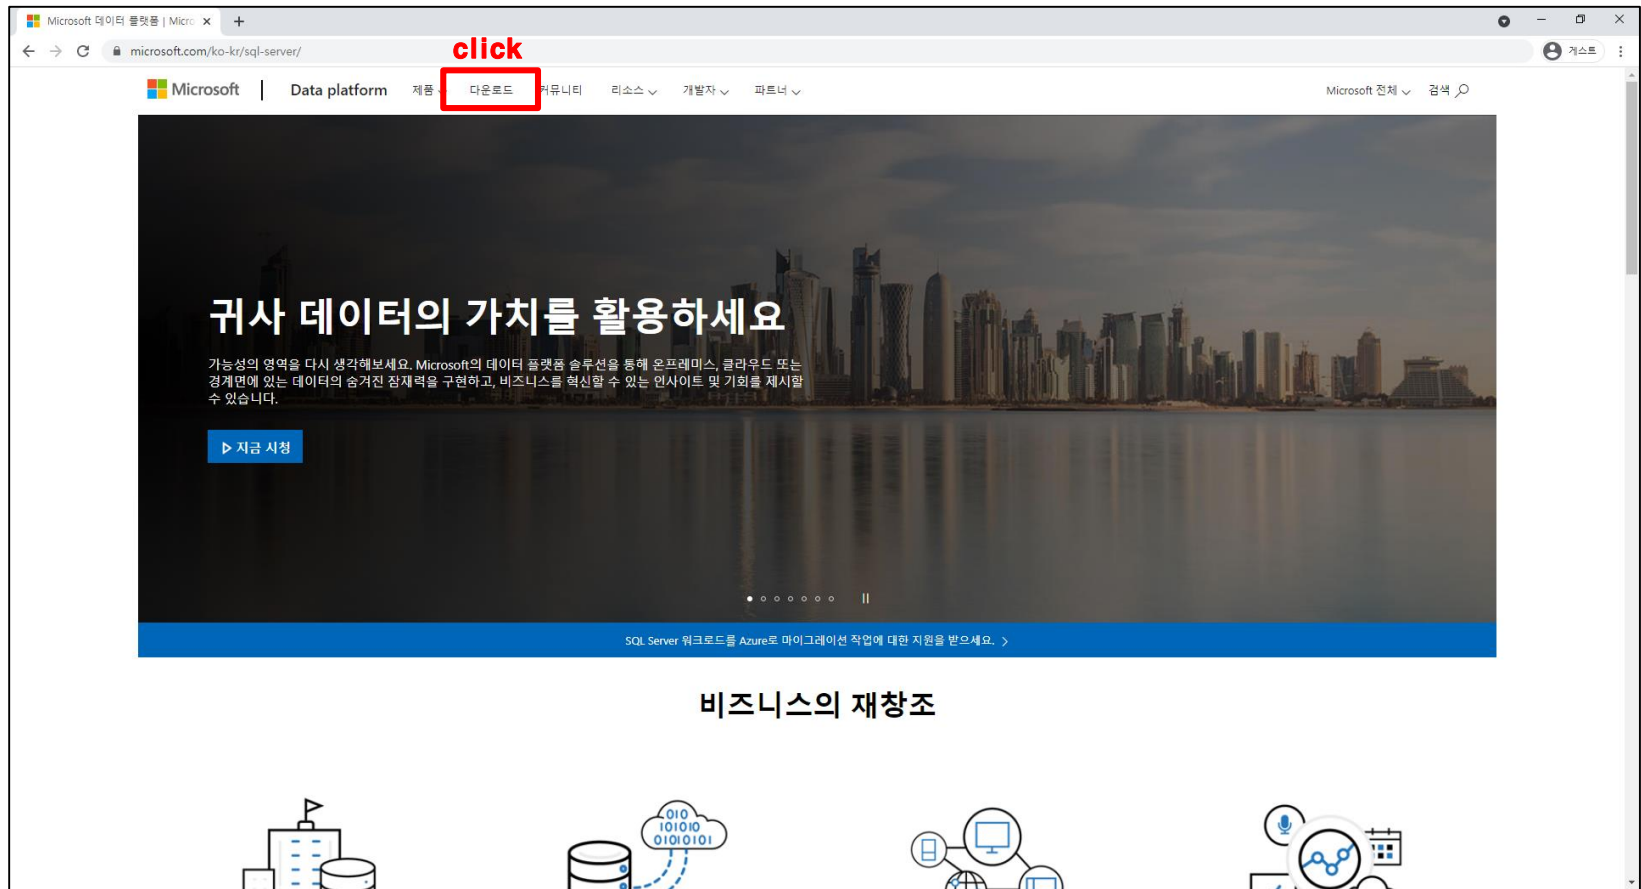 Microsoft 데이터 플랫폼 | Micro
microsoft.com/ko-kr/sql-server/
게스트
click
Microsoft
Data platform
제품
다운로드
커뮤니티
리소스
개발자
파트너
Microsoft 전체
검색
귀사 데이터의 가치를 활용하세요
가능성의 영역을 다시 생각해보세요. Microsoft의 데이터 플랫폼 솔루션을 통해 온프레미스, 클라우드 또는
경계면에 있는 데이터의 숨겨진 잠재력을 구현하고, 비즈니스를 혁신할 수 있는 인사이트 및 기회를 제시할
수 있습니다.
지금 시청
SQL Server 워크로드를 Azure로 마이그레이션 작업에 대한 지원을 받으세요.
비즈니스의 재창조
010
101010
01010101